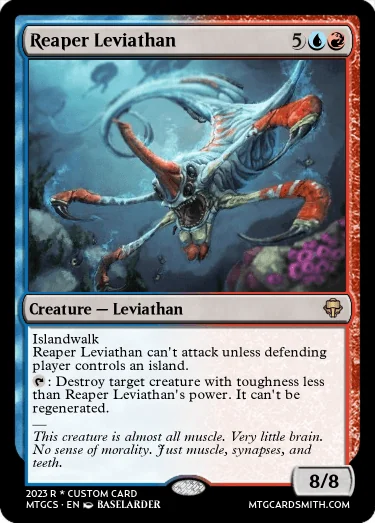 Reaper Leviathan 5
Creature — Leviathan
Islandwalk
Reaper Leviathan can't attack unless defending
player controls an island.
: Destroy target creature with toughness less
than Reaper Leviathan's power. It can't be
regenerated.
—
This creature is almost all muscle. Very little brain.
No sense of morality. Just muscle, synapses, and
teeth.
8/8
2023 R * CUSTOM CARD
MTGCS • EN BASELARDER
MTGCARDSMITH.COM